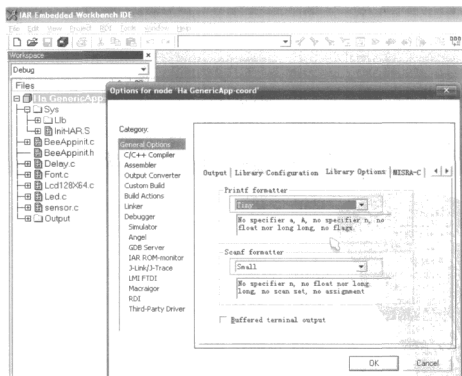 IAR Embedded Workbench IDE
File Edit View Project RDI Tools Window Help
Workspace
Debug
Files
Ha GenericApp
Sys
LIb
Init-IAR.S
BeeAppinit.c
BeeAppinit.h
Delay.c
Font.c
Lcd128X64.c
Led.c
sensor.c
Output
Options for node "Ha GenericApp-coord"
Category:
General Options
C/C++ Compiler
Assembler
Output Converter
Custom Build
Build Actions
Linker
Debugger
Simulator
Angel
GDB Server
IAR ROM-monitor
J-Link/J-Trace
LMI FTDI
Macraigor
RDI
Third-Party Driver
Output Library Configuration Library Options MISRA-C
Printf formatter
Tiny
No specifier a, A, no specifier n, no
float nor long long, no flags.
Scanf formatter
Small
No specifier n, no float nor long
long, no scan set, no assignment
Buffered terminal output
OK Cancel